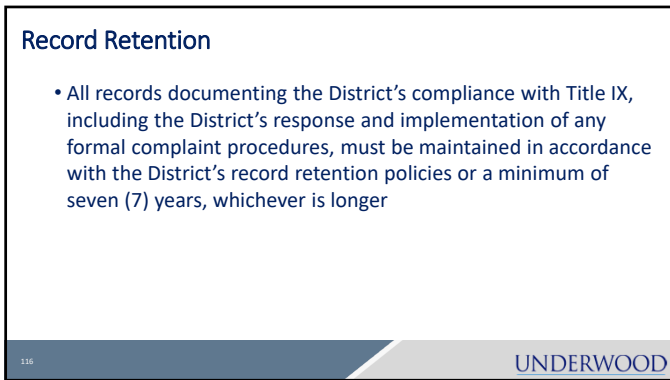 Record Retention
• All records documenting the District’s compliance with Title IX,
including the District’s response and implementation of any
formal complaint procedures, must be maintained in accordance
with the District’s record retention policies or a minimum of
seven (7) years, whichever is longer
116
UNDERWOOD